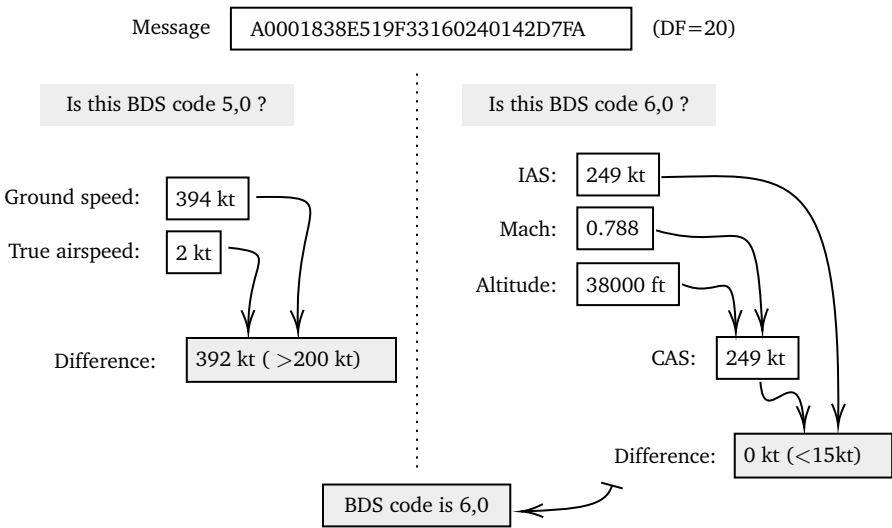 Message A0001838E519F33160240142D7FA (DF=20)
Is this BDS code 5,0 ?
Ground speed: 394 kt
True airspeed: 2 kt
Difference: 392 kt ( >200 kt)
Is this BDS code 6,0 ?
IAS: 249 kt
Mach: 0.788
Altitude: 38000 ft
CAS: 249 kt
Difference: 0 kt (<15kt)
BDS code is 6,0